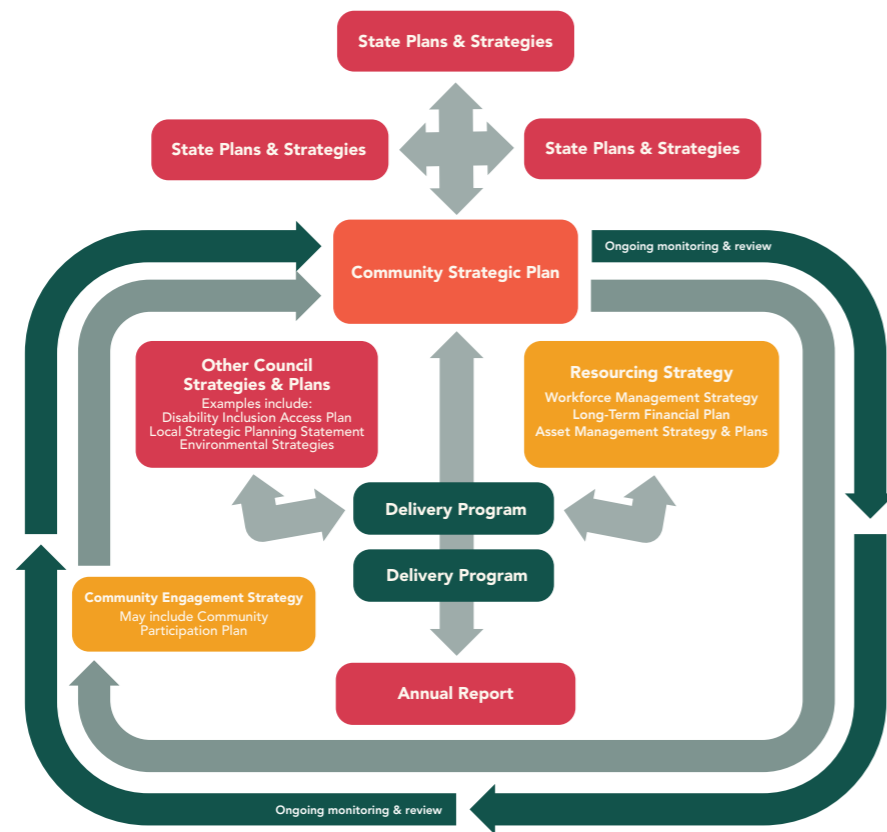 State Plans & Strategies
State Plans & Strategies
State Plans & Strategies
Community Strategic Plan
Ongoing monitoring & review
Other Council
Strategies & Plans
Examples include:
Disability Inclusion Access Plan
Local Strategic Planning Statement
Environmental Strategies
Resourcing Strategy
Workforce Management Strategy
Long-Term Financial Plan
Asset Management Strategy & Plans
Delivery Program
Delivery Program
Community Engagement Strategy
May include Community
Participation Plan
Annual Report
Ongoing monitoring & review